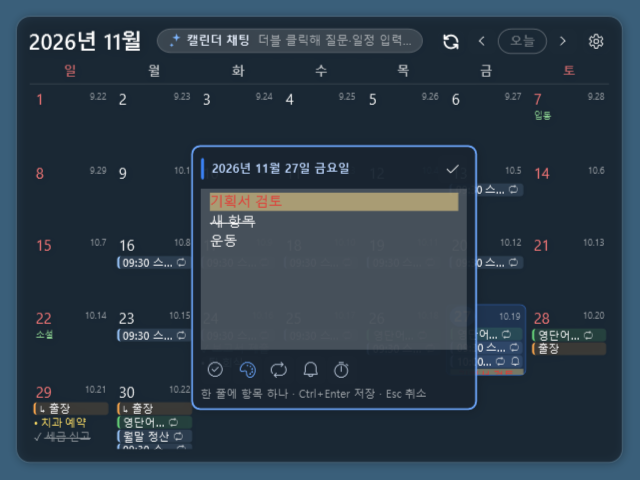 2026년 11월 캘린더 채팅 더블 클릭해 질문·일정 입력... 오늘
일 월 화 수 목 금 토
1 9.22 2 9.23 3 9.24 4 9.25 5 9.26 6 9.27 7 9.28
입동
8 9.29 9 10.1 10.5 14 10.6
2026년 11월 27일 금요일
기획서 검토
새 항목
운동
15 10.7 16 10.8 10.12 21 10.13
09:30 스...
22 10.14 23 10.15 10.19 28 10.20
소설 09:30 스... 영단어...
출장
한 줄에 항목 하나 · Ctrl+Enter 저장 · Esc 취소
29 10.21 30 10.22
↳ 출장 ↳ 출장
• 치과 예약 영단어...
✓ 세금 신고 월말 정산
09:30 스...